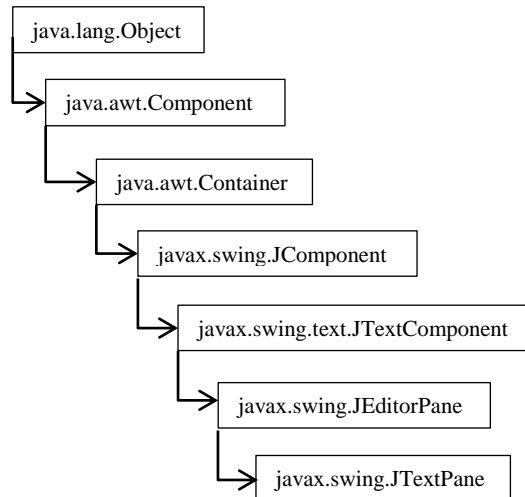 java.lang.Object
java.awt.Component
java.awt.Container
javax.swing.JComponent
javax.swing.text.JTextComponent
javax.swing.JEditorPane
javax.swing.JTextPane